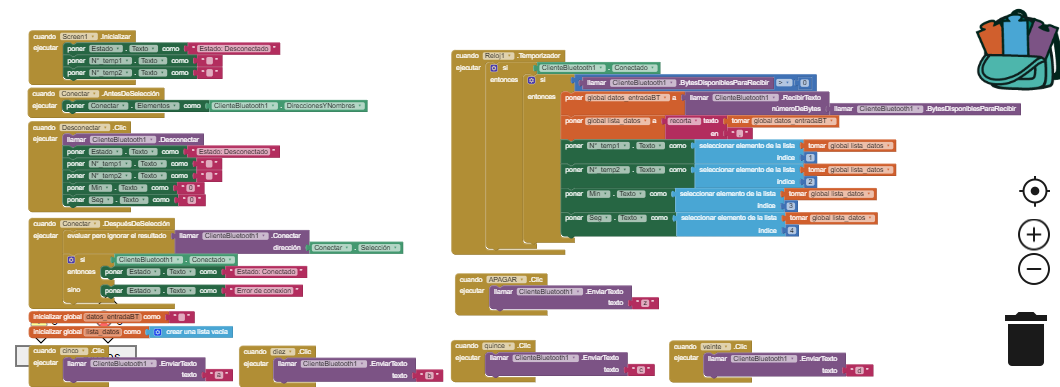 cuando Screen1 .Inicializar
ejecutar poner Estado . Texto como " Estado: Desconectado "
poner N°_temp1 . Texto como " "
poner N°_temp2 . Texto como " "
cuando Conectar .AntesDeSelección
ejecutar poner Conectar . Elementos como ClienteBluetooth1 . DireccionesYNombres
cuando Desconectar .Clic
ejecutar llamar ClienteBluetooth1 .Desconectar
poner Estado . Texto como " Estado: Desconectado "
poner N°_temp1 . Texto como " "
poner N°_temp2 . Texto como " "
poner Min . Texto como " 0 "
poner Seg . Texto como " 0 "
cuando Conectar .DespuésDeSelección
ejecutar evaluar pero ignorar el resultado llamar ClienteBluetooth1 .Conectar
dirección Conectar . Selección
si ClienteBluetooth1 . Conectado
entonces poner Estado . Texto como " Estado: Conectado "
sino poner Estado . Texto como " Error de conexion "
inicializar global datos_entradaBT como " "
inicializar global lista_datos como crear una lista vacía
cuando cinco .Clic
ejecutar llamar ClienteBluetooth1 .EnviarTexto
texto " a "
cuando diez .Clic
ejecutar llamar ClienteBluetooth1 .EnviarTexto
texto " b "
cuando Reloj1 .Temporizador
ejecutar si ClienteBluetooth1 . Conectado
entonces si llamar ClienteBluetooth1 .BytesDisponiblesParaRecibir > 0
entonces poner global datos_entradaBT a llamar ClienteBluetooth1 .RecibirTexto
númeroDeBytes llamar ClienteBluetooth1 .BytesDisponiblesParaRecibir
poner global lista_datos a recorta texto tomar global datos_entradaBT
en " "
poner N°_temp1 . Texto como seleccionar elemento de la lista tomar global lista_datos
índice 1
poner N°_temp2 . Texto como seleccionar elemento de la lista tomar global lista_datos
índice 2
poner Min . Texto como seleccionar elemento de la lista tomar global lista_datos
índice 3
poner Seg . Texto como seleccionar elemento de la lista tomar global lista_datos
índice 4
cuando APAGAR .Clic
ejecutar llamar ClienteBluetooth1 .EnviarTexto
texto " z "
cuando quince .Clic
ejecutar llamar ClienteBluetooth1 .EnviarTexto
texto " c "
cuando veinte .Clic
ejecutar llamar ClienteBluetooth1 .EnviarTexto
texto " d "